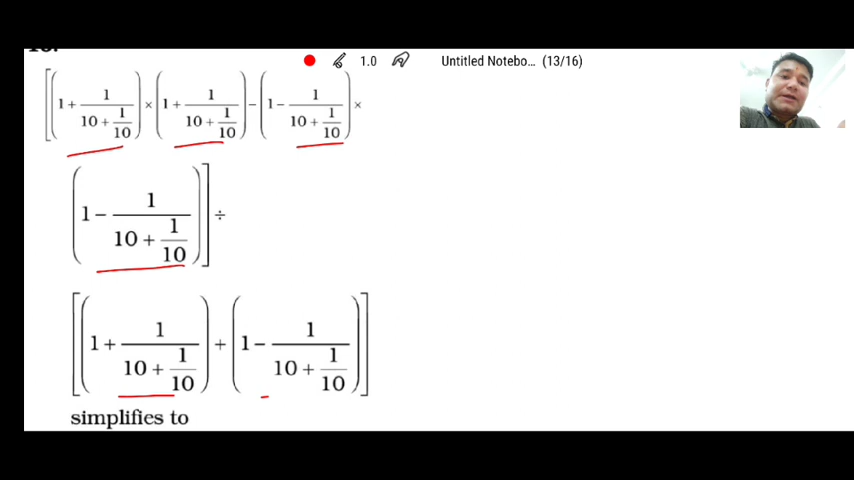 1.0 Untitled Notebo... (13/16)
[(1 + 1/(10 + 1/10)) × (1 + 1/(10 + 1/10)) − (1 − 1/(10 + 1/10)) ×
(1 − 1/(10 + 1/10))] ÷
[(1 + 1/(10 + 1/10)) + (1 − 1/(10 + 1/10))]
simplifies to